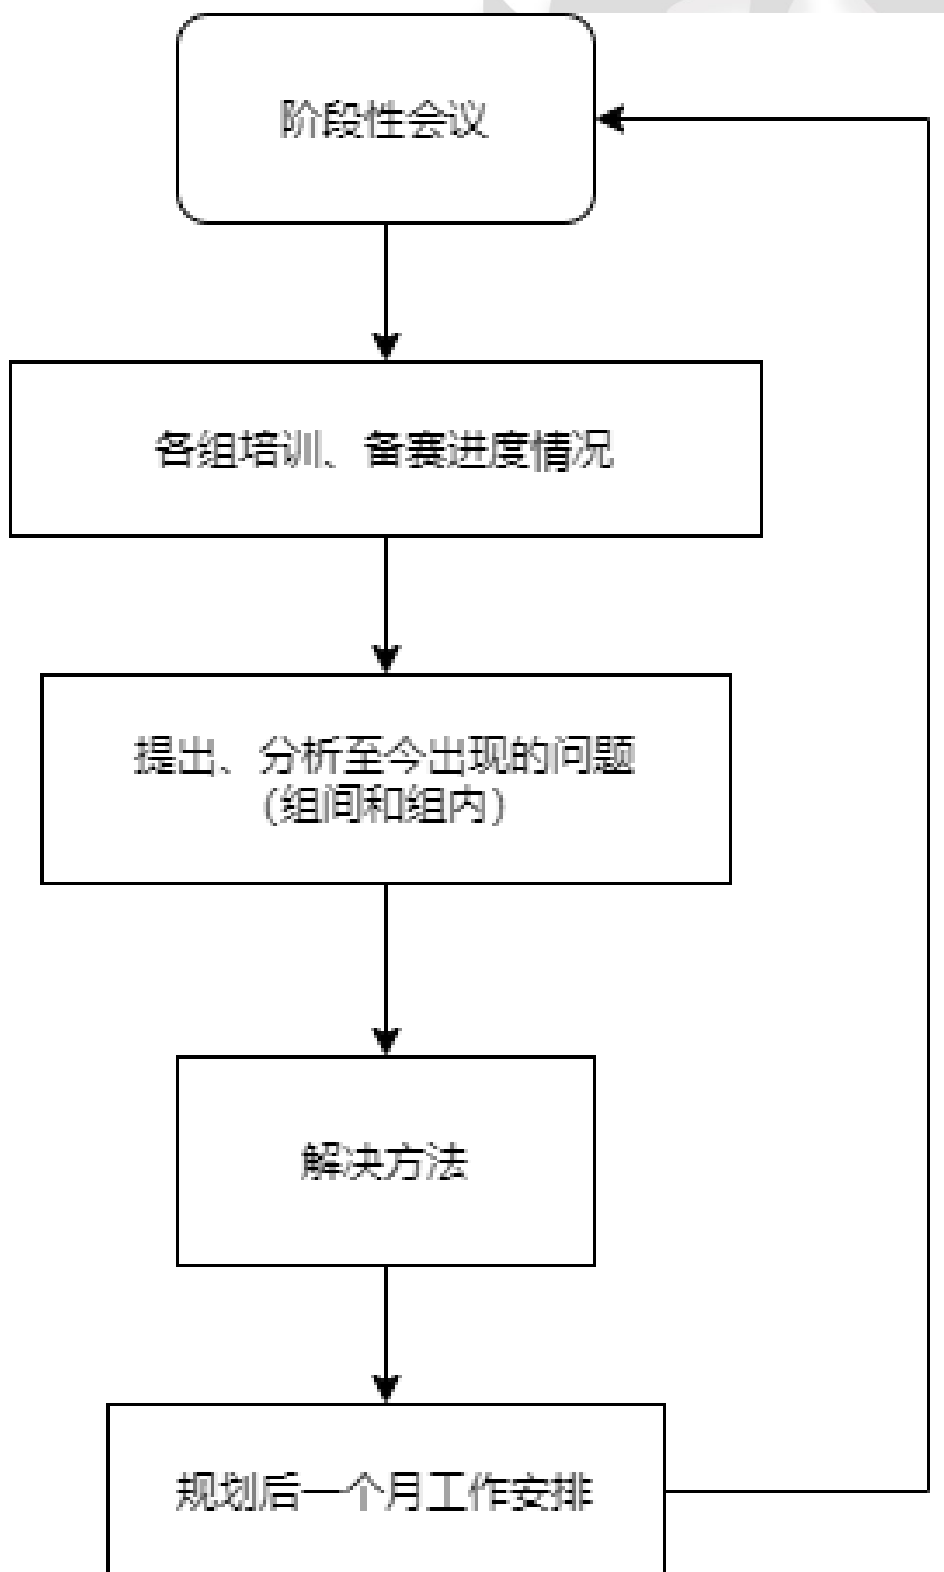 阶段性会议
各组培训、备赛进度情况
提出、分析至今出现的问题
（组间和组内）
解决方法
规划后一个月工作安排